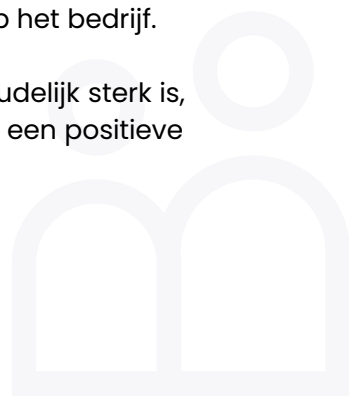 het bedrijf.
udelijk sterk is,
een positieve